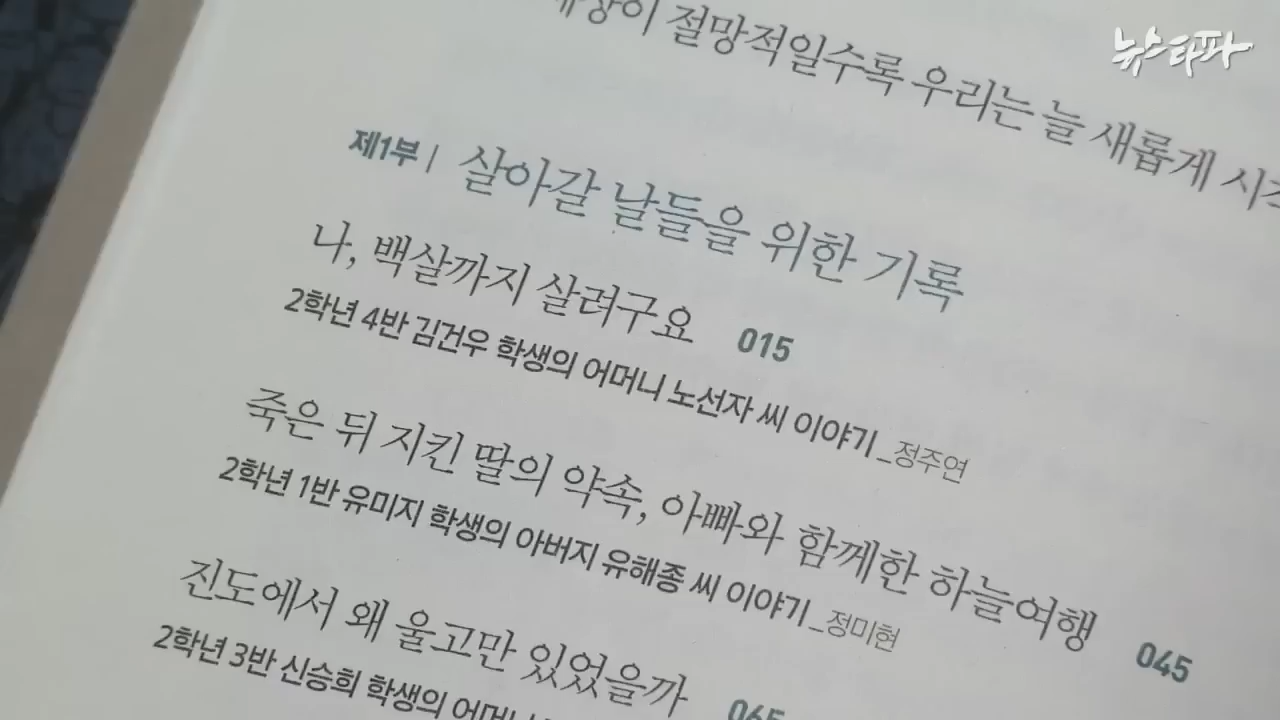 뉴스타파
절망적일수록 우리는 늘 새롭게
제1부 | 살아갈 날들을 위한 기록
나, 백살까지 살려구요 015
2학년 4반 김건우 학생의 어머니 노선자 씨 이야기_정주연
죽은 뒤 지킨 딸의 약속, 아빠와 함께한 하늘여행 045
2학년 1반 유미지 학생의 아버지 유해종 씨 이야기_정미현
진도에서 왜 울고만 있었을까 065
2학년 3반 신승희 학생의